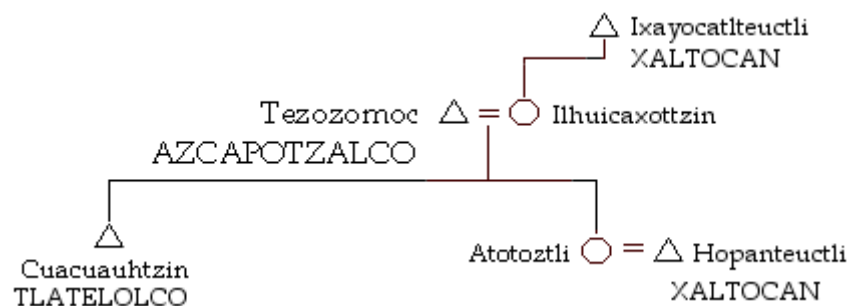 Ixayocatlteuctli
XALTOCAN
Tezozomoc = Ilhuicaxottzin
AZCAPOTZALCO
Cuacuauhtzin
TLATELOLCO
Atotoztli = Hopanteuctli
XALTOCAN